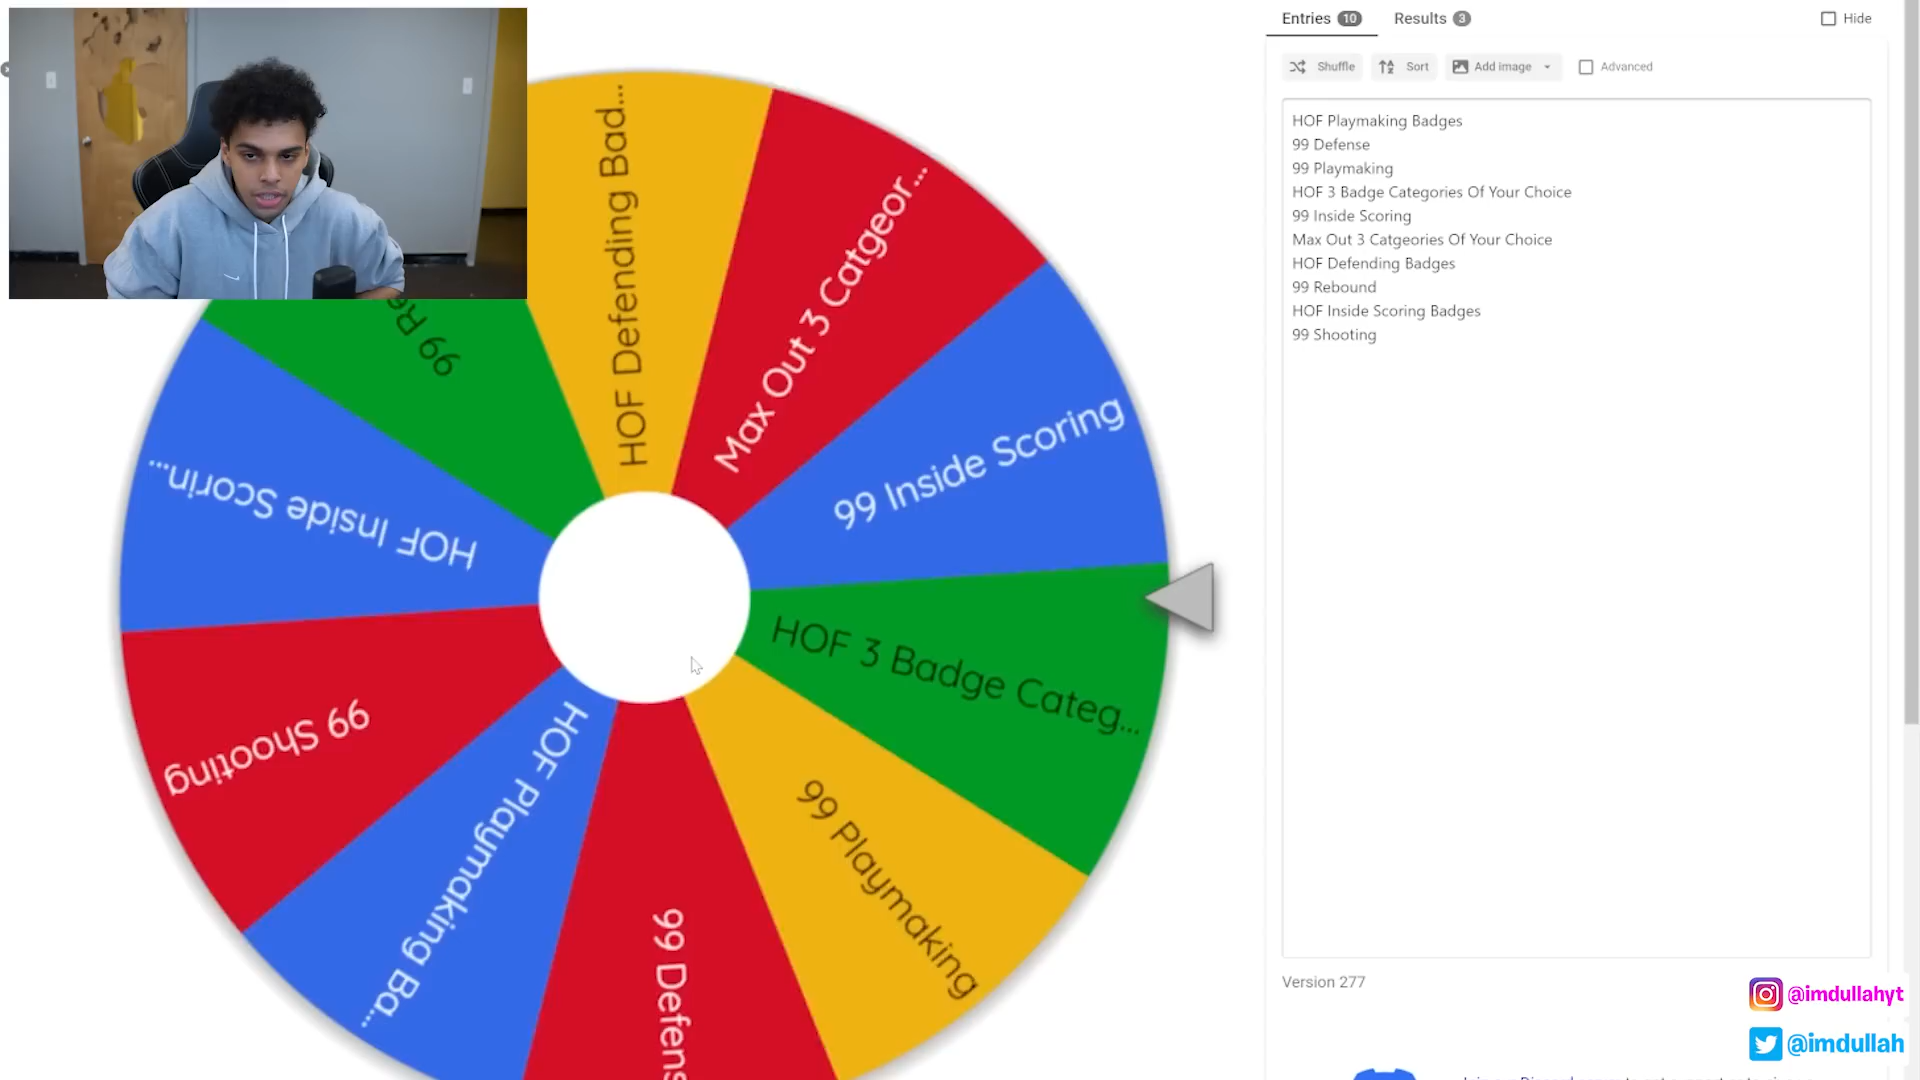 Entries 10
Results 3
Hide
Shuffle
Sort
Add image
Advanced
HOF Playmaking Badges
99 Defense
99 Playmaking
HOF 3 Badge Categories Of Your Choice
99 Inside Scoring
Max Out 3 Catgeories Of Your Choice
HOF Defending Badges
99 Rebound
HOF Inside Scoring Badges
99 Shooting
HOF Defending Bad...
Max Out 3 Catgeor...
99 Inside Scoring
HOF 3 Badge Categ...
99 Playmaking
99 Defens
HOF Playmaking Ba...
99 Shooting
HOF Inside Scorin...
99 Re
Version 277
@imdullahyt
@imdullah